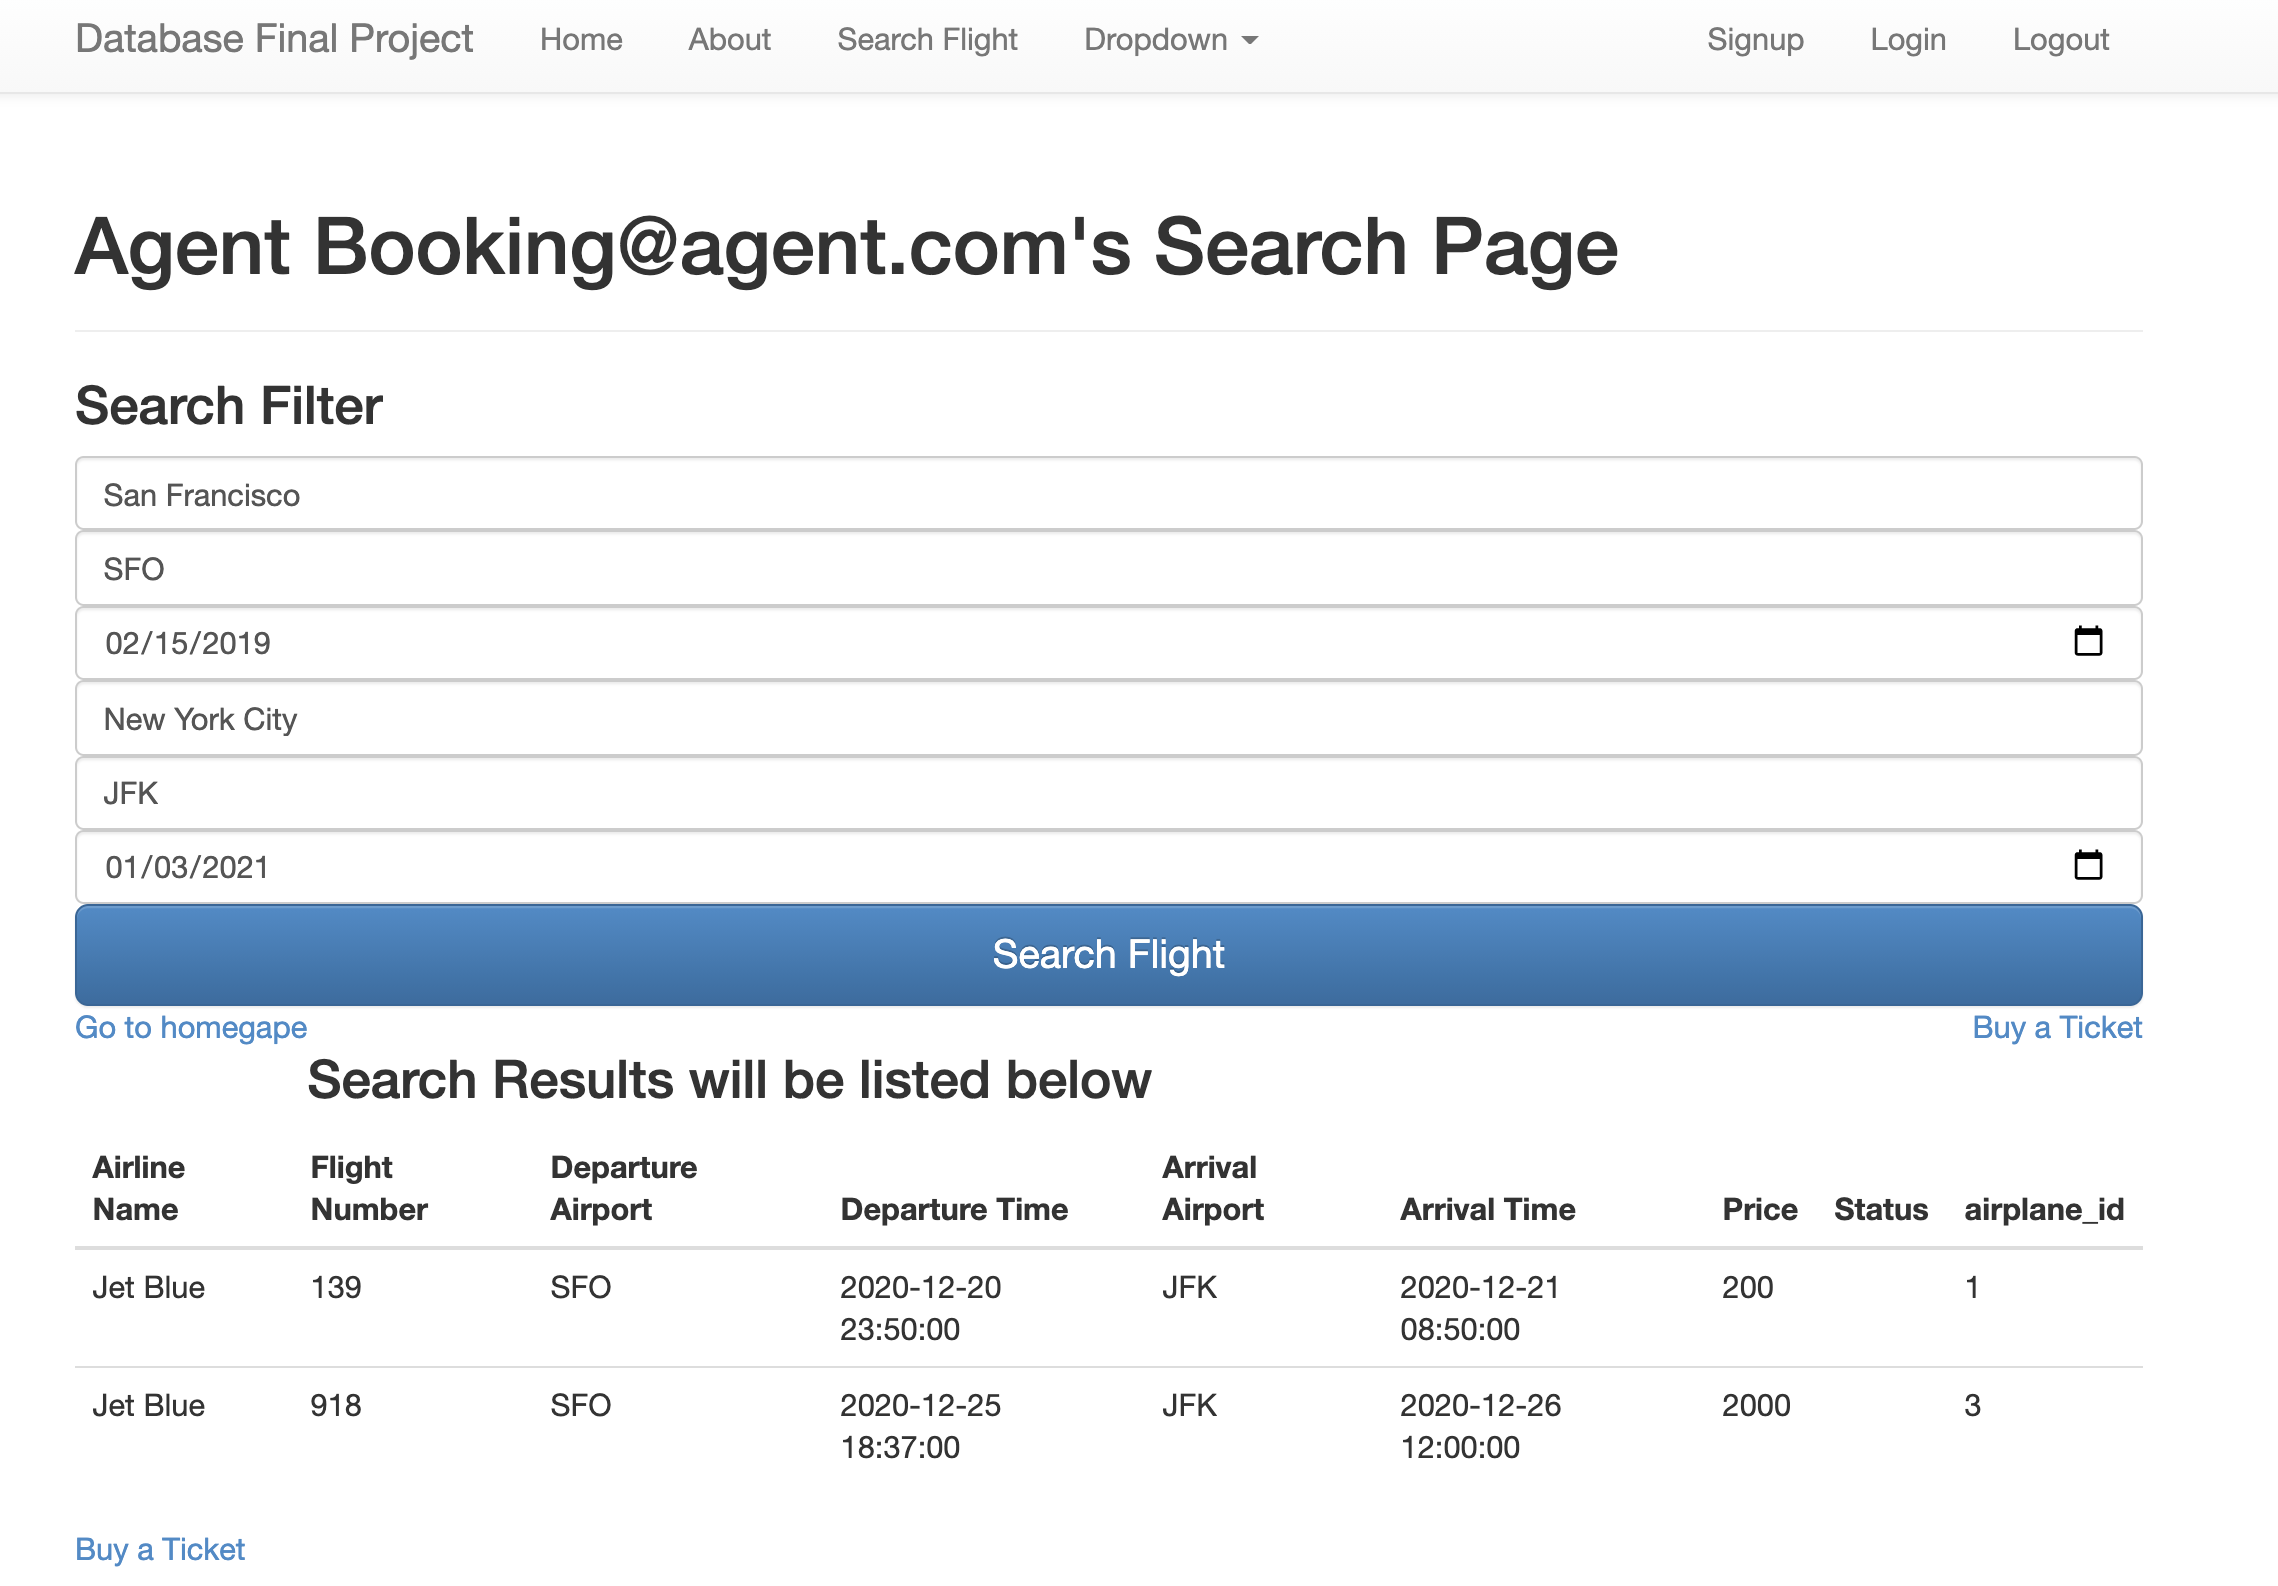 Database Final Project Home About Search Flight Dropdown Signup Login Logout
Agent Booking@agent.com's Search Page
Search Filter
San Francisco
SFO
02/15/2019
New York City
JFK
01/03/2021
Search Flight
Go to homegape Buy a Ticket
Search Results will be listed below
Airline Flight Departure Arrival
Name Number Airport Departure Time Airport Arrival Time Price Status airplane_id
Jet Blue 139 SFO 2020-12-20 JFK 2020-12-21 200 1
23:50:00 08:50:00
Jet Blue 918 SFO 2020-12-25 JFK 2020-12-26 2000 3
18:37:00 12:00:00
Buy a Ticket